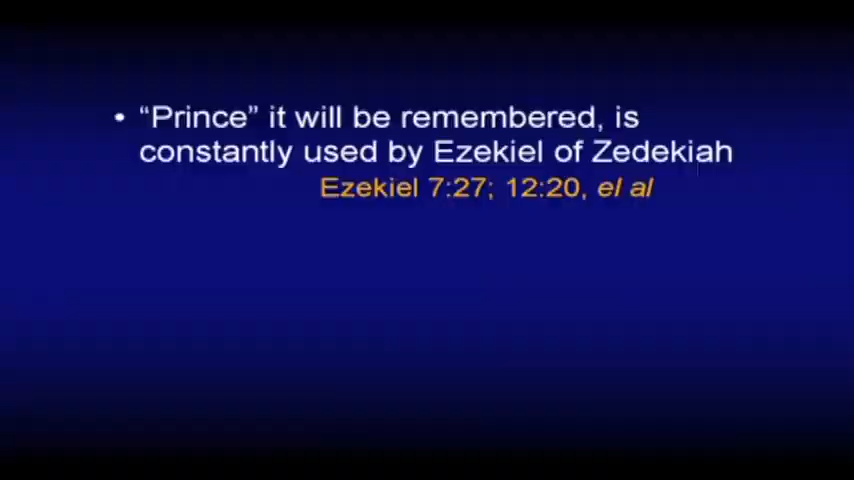 • “Prince” it will be remembered, is
constantly used by Ezekiel of Zedekiah
Ezekiel 7:27; 12:20, el al